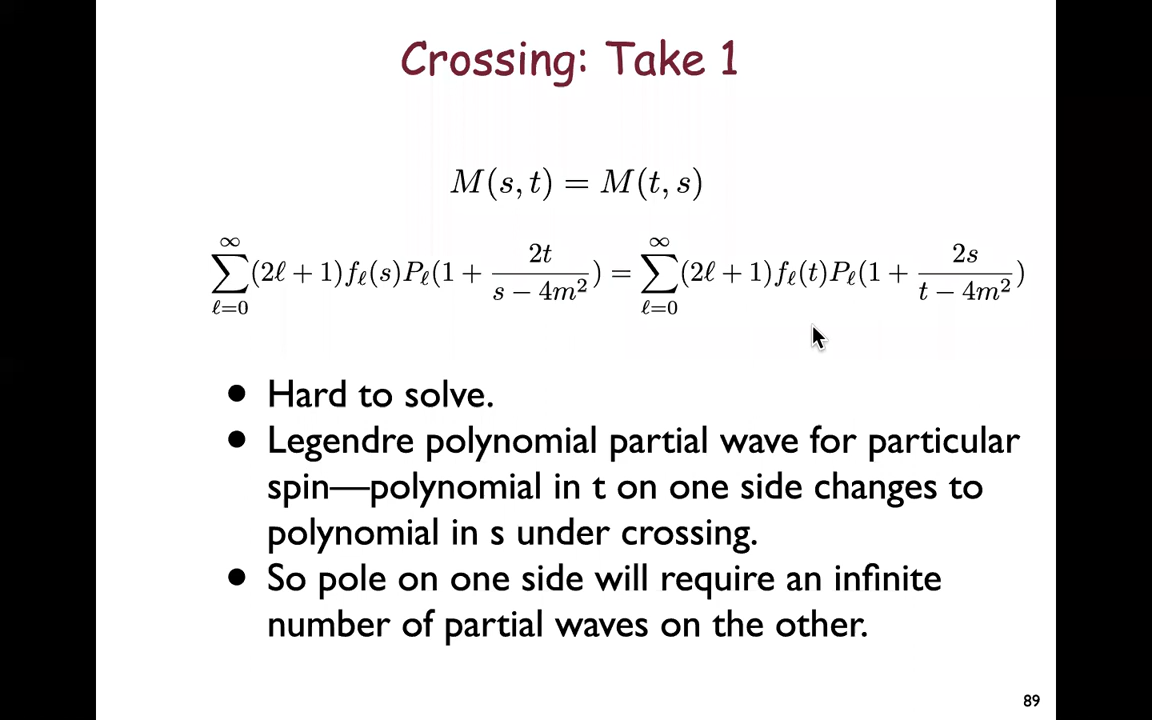 Crossing: Take 1
M(s, t) = M(t, s)
∑_{ℓ=0}^{∞} (2ℓ + 1)f_ℓ(s)P_ℓ(1 + \frac{2t}{s − 4m²}) = ∑_{ℓ=0}^{∞} (2ℓ + 1)f_ℓ(t)P_ℓ(1 + \frac{2s}{t − 4m²})
• Hard to solve.
• Legendre polynomial partial wave for particular
spin—polynomial in t on one side changes to
polynomial in s under crossing.
• So pole on one side will require an infinite
number of partial waves on the other.
89